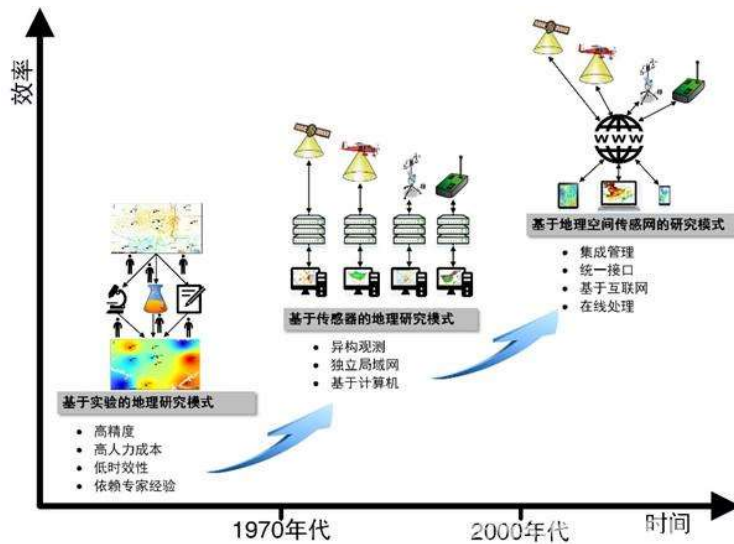 效率
WWW
基于地理空间传感网的研究模式
• 集成管理
• 统一接口
• 基于互联网
• 在线处理
基于传感器的地理研究模式
• 异构观测
• 独立局域网
• 基于计算机
基于实验的地理研究模式
• 高精度
• 高人力成本
• 低时效性
• 依赖专家经验
1970年代
2000年代
时间